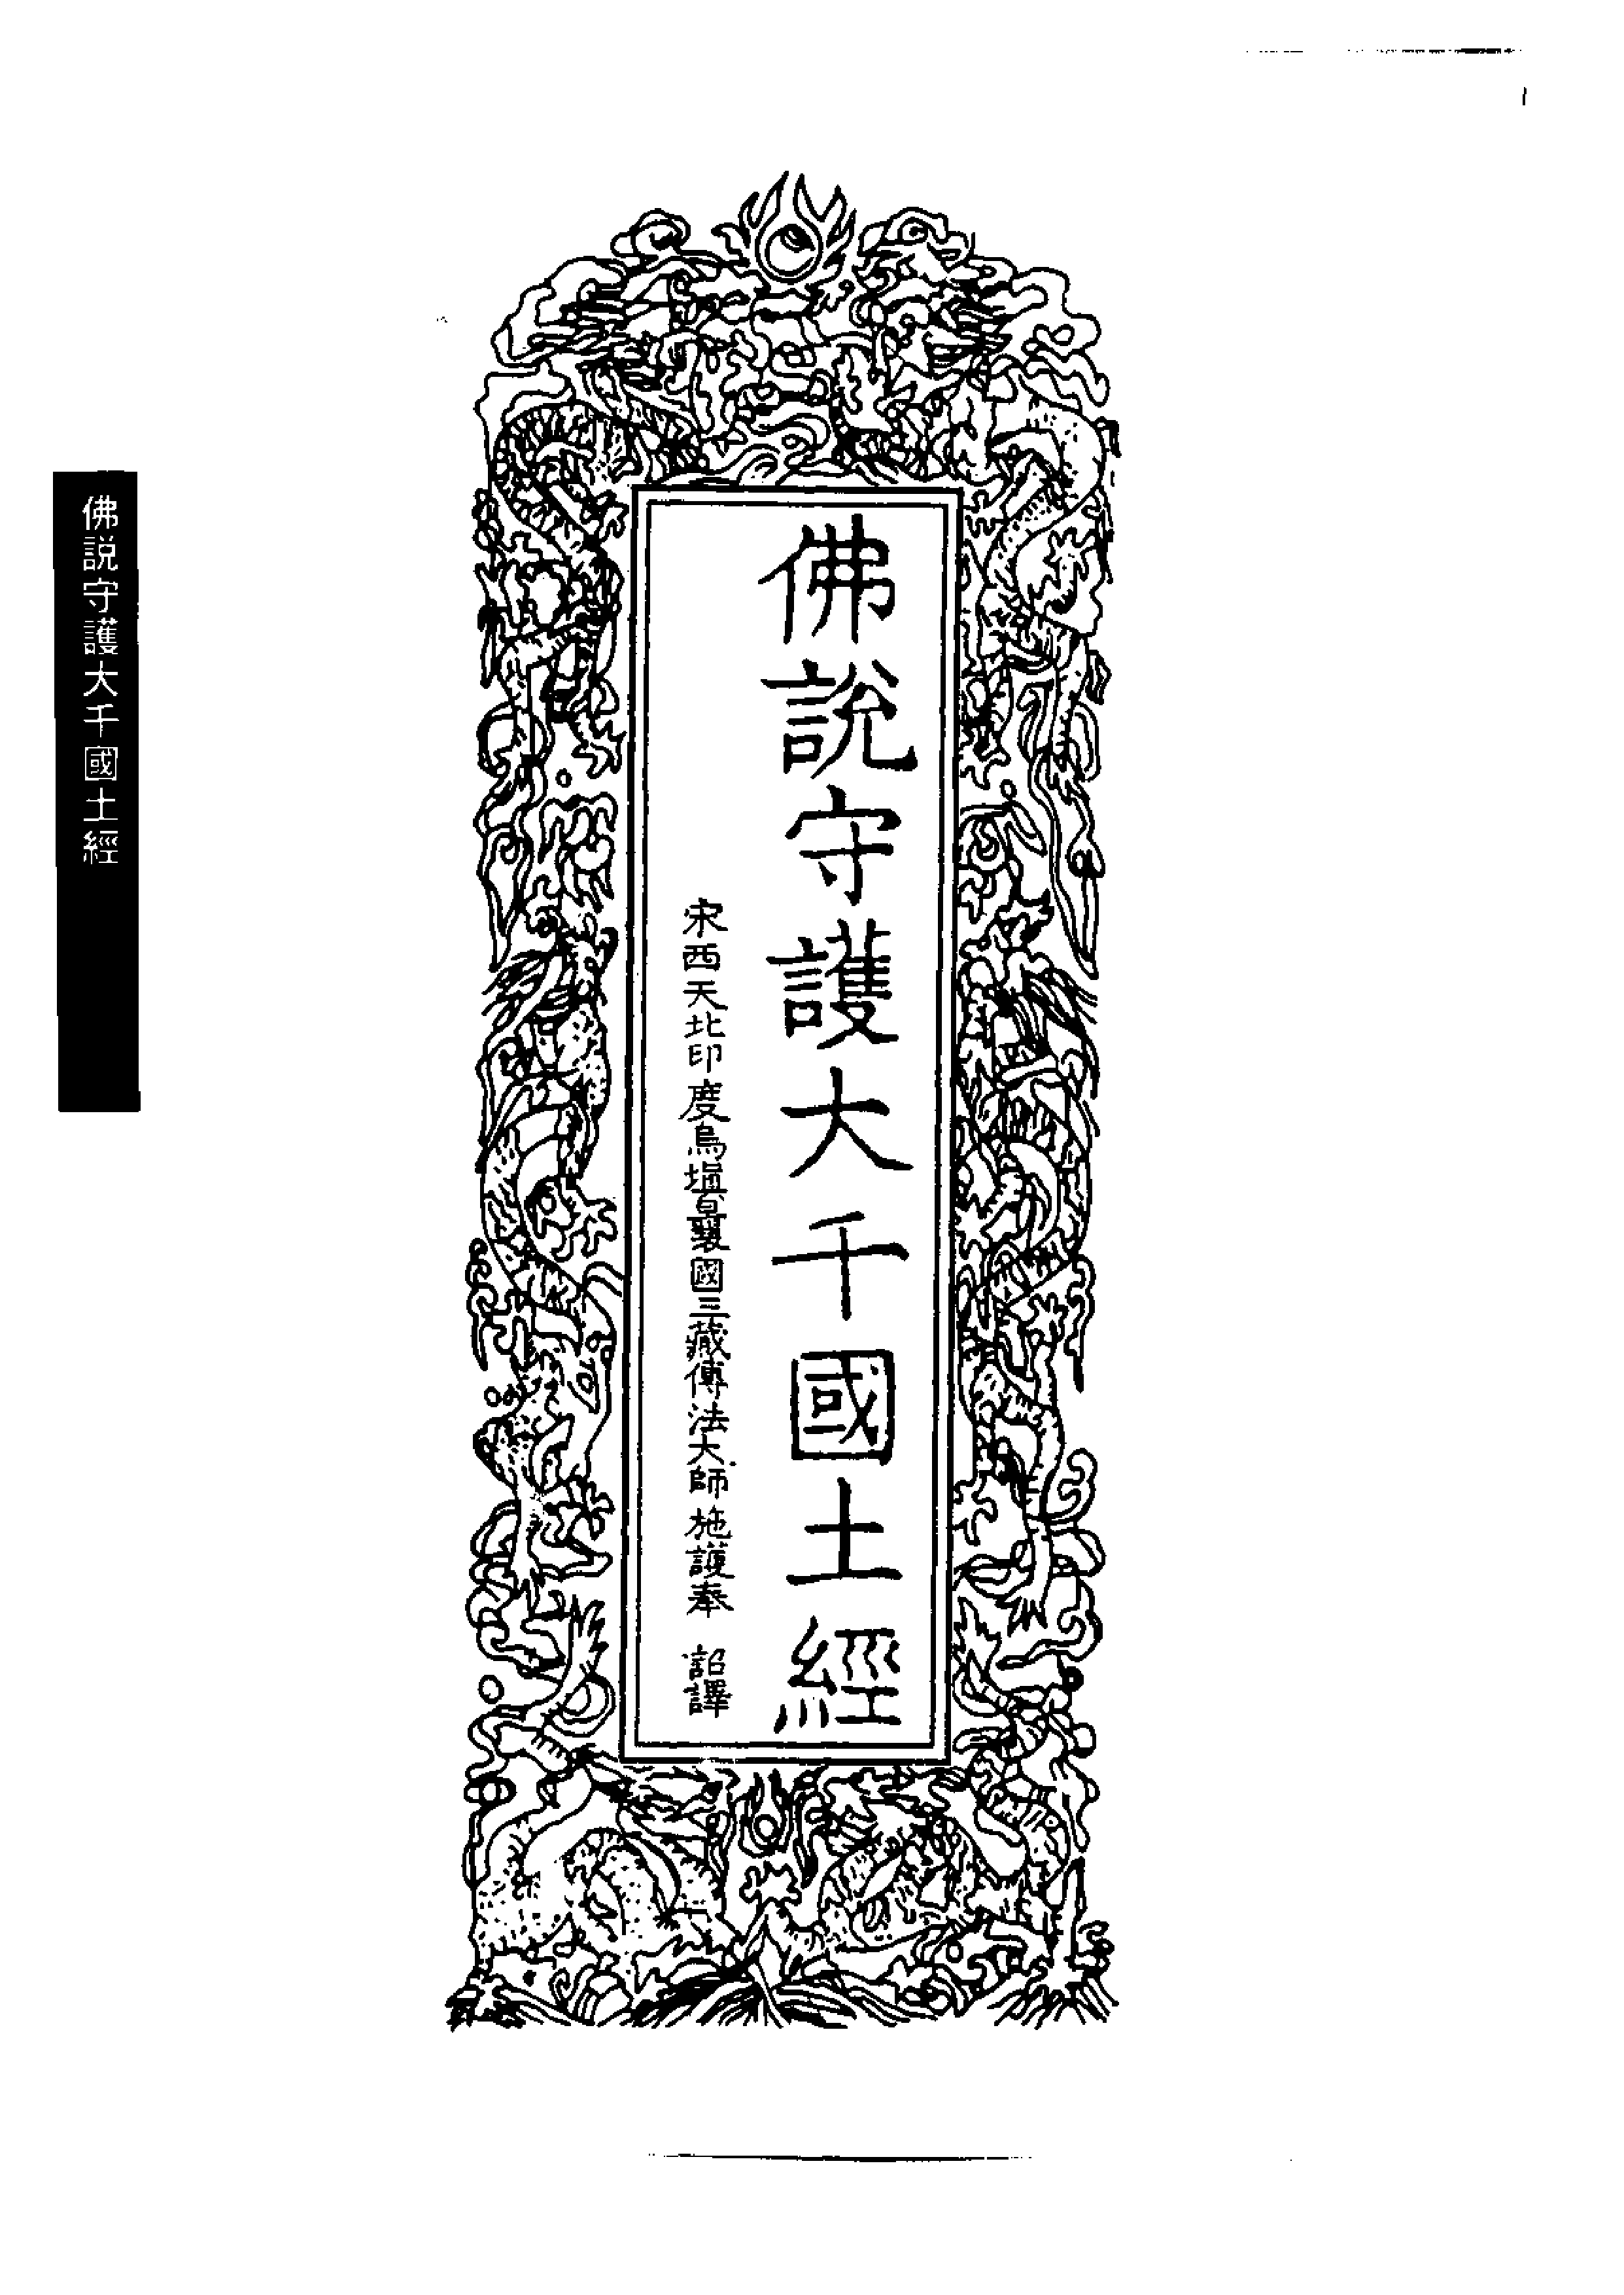 佛說守護大千國土經
宋西天北印度烏塡曩國三藏傳法大師施護奉 詔譯
佛説守護大千國土經